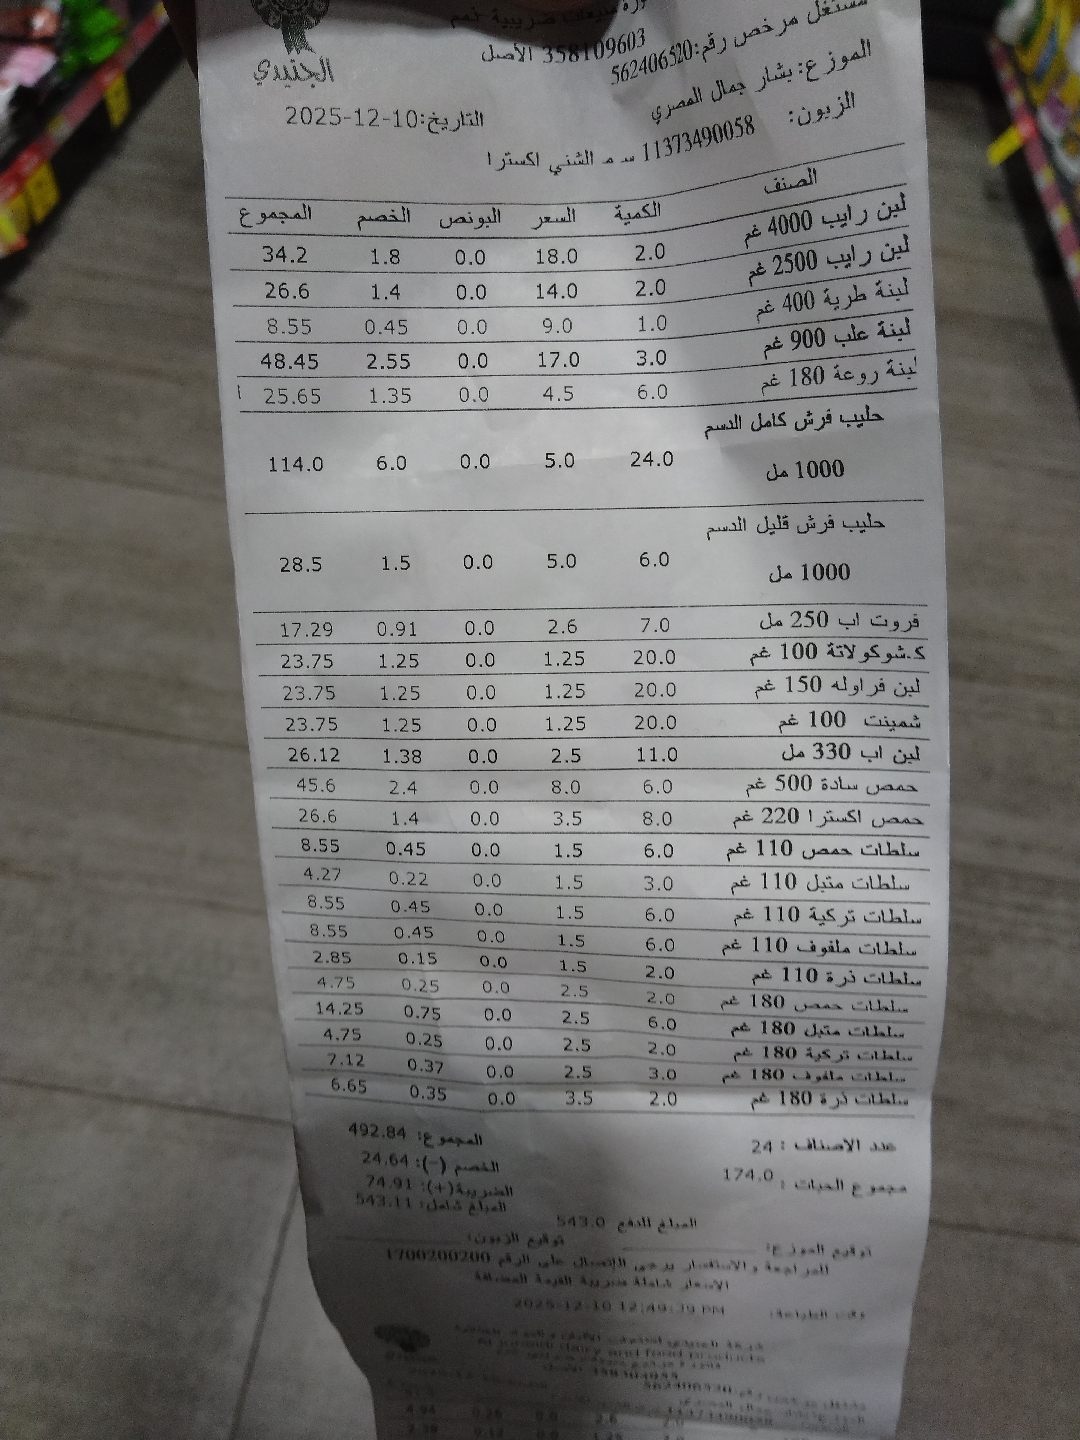 الجنيدي
358109603 الأصل
مشتغل مرخص رقم:562406520
الموزع: بشار جمال المصري
التاريخ:10-12-2025
الزبون:
11373490058 س م الشني اكسترا
الصنف الكمية السعر البونص الخصم المجموع
لبن رايب 4000 غم 2.0 18.0 0.0 1.8 34.2
لبن رايب 2500 غم 2.0 14.0 0.0 1.4 26.6
لبنة طرية 400 غم 1.0 9.0 0.0 0.45 8.55
لبنة علب 900 غم 3.0 17.0 0.0 2.55 48.45
لبنة روعة 180 غم 6.0 4.5 0.0 1.35 25.65
حليب فرش كامل الدسم
1000 مل 24.0 5.0 0.0 6.0 114.0
حليب فرش قليل الدسم
1000 مل 6.0 5.0 0.0 1.5 28.5
فروت اب 250 مل 7.0 2.6 0.0 0.91 17.29
ك.شوكولاتة 100 غم 20.0 1.25 0.0 1.25 23.75
لبن فراوله 150 غم 20.0 1.25 0.0 1.25 23.75
شمينت 100 غم 20.0 1.25 0.0 1.25 23.75
لبن اب 330 مل 11.0 2.5 0.0 1.38 26.12
حمص سادة 500 غم 6.0 8.0 0.0 2.4 45.6
حمص اكسترا 220 غم 8.0 3.5 0.0 1.4 26.6
سلطات حمص 110 غم 6.0 1.5 0.0 0.45 8.55
سلطات متبل 110 غم 3.0 1.5 0.0 0.22 4.27
سلطات تركية 110 غم 6.0 1.5 0.0 0.45 8.55
سلطات ملفوف 110 غم 6.0 1.5 0.0 0.45 8.55
سلطات ذرة 110 غم 2.0 1.5 0.0 0.15 2.85
سلطات حمص 180 غم 2.0 2.5 0.0 0.25 4.75
سلطات متبل 180 غم 6.0 2.5 0.0 0.75 14.25
سلطات تركية 180 غم 2.0 2.5 0.0 0.25 4.75
سلطات ملفوف 180 غم 3.0 2.5 0.0 0.37 7.12
سلطات ذرة 180 غم 2.0 3.5 0.0 0.35 6.65
عدد الاصناف : 24 المجموع: 492.84
مجموع الحبات : 174.0 الخصم (-): 24.64
الضريبة(+): 74.91
المبلغ شامل: 543.11
المبلغ للدفع 543.0
توقيع الموزع: توقيع الزبون:
للمراجعة والاستفسار يرجى الإتصال على الرقم 1700200200
الاسعار شاملة ضريبة القيمة المضافة
وقت الطباعة: 2025-12-10 12:49:39 PM